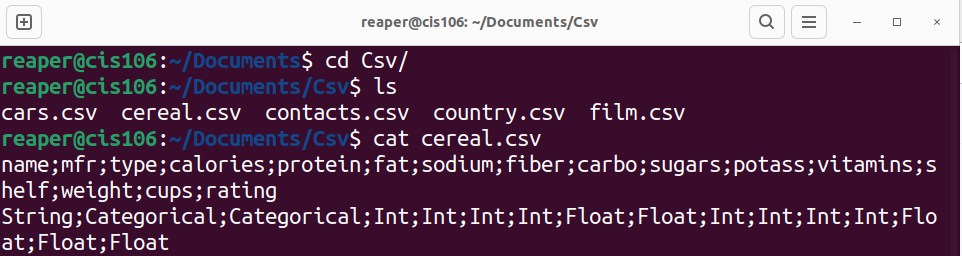 reaper@cis106: ~/Documents/Csv
reaper@cis106:~/Documents$ cd Csv/
reaper@cis106:~/Documents/Csv$ ls
cars.csv  cereal.csv  contacts.csv  country.csv  film.csv
reaper@cis106:~/Documents/Csv$ cat cereal.csv
name;mfr;type;calories;protein;fat;sodium;fiber;carbo;sugars;potass;vitamins;s
helf;weight;cups;rating
String;Categorical;Categorical;Int;Int;Int;Int;Float;Float;Int;Int;Int;Int;Flo
at;Float;Float